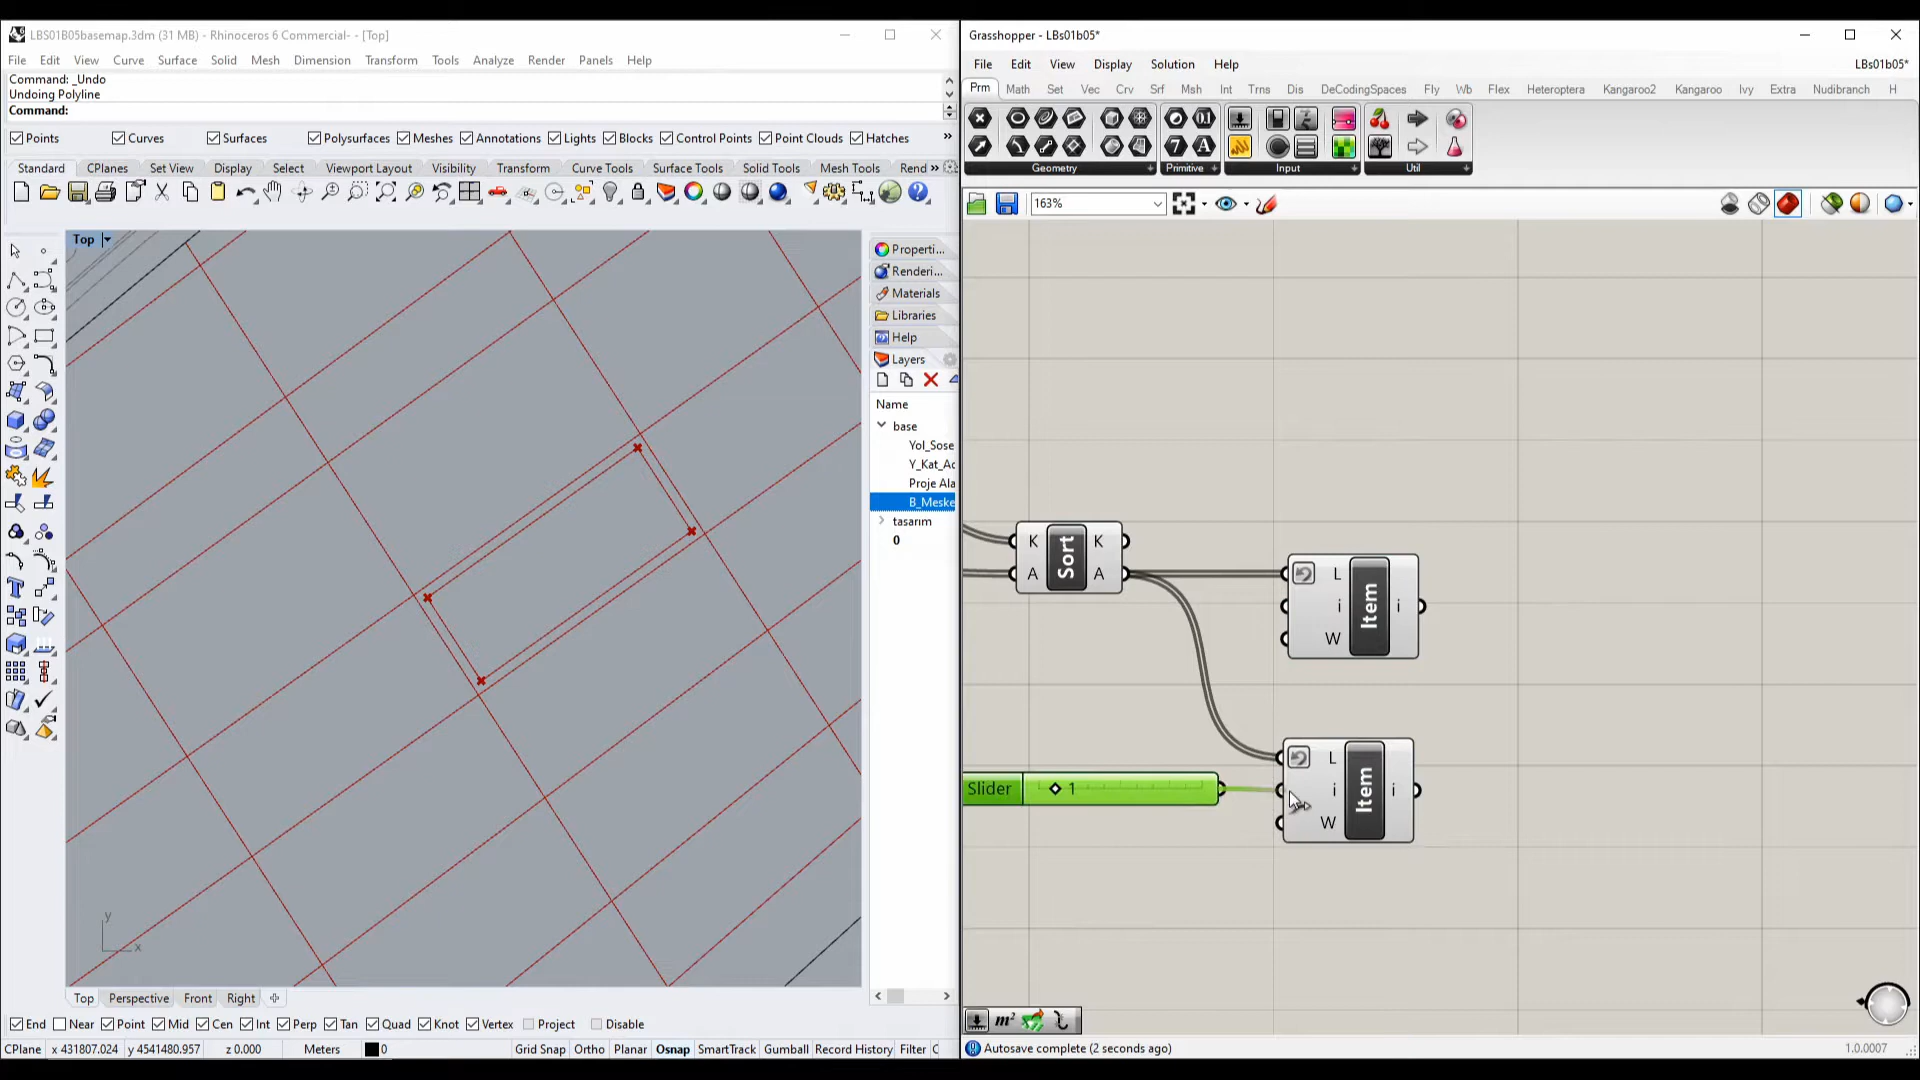 LBS01B05basemap.3dm (31 MB) - Rhinoceros 6 Commercial- - [Top]
File Edit View Curve Surface Solid Mesh Dimension Transform Tools Analyze Render Panels Help
Command: _Undo
Undoing Polyline
Command:
Points Curves Surfaces Polysurfaces Meshes Annotations Lights Blocks Control Points Point Clouds Hatches »
Standard CPlanes Set View Display Select Viewport Layout Visibility Transform Curve Tools Surface Tools Solid Tools Mesh Tools Rend »
Top
Properti...
Renderi...
Materials
Libraries
Help
Layers
Name
base
Yol_Sose
Y_Kat_Ac
Proje Ala
B_Meske
tasarım
0
y
x
Top Perspective Front Right
End Near Point Mid Cen Int Perp Tan Quad Knot Vertex Project Disable
CPlane x 431807.024 y 4541480.957 z 0.000 Meters 0 Grid Snap Ortho Planar Osnap SmartTrack Gumball Record History Filter C
Grasshopper - LBs01b05*
File Edit View Display Solution Help LBs01b05*
Prm Math Set Vec Crv Srf Msh Int Trns Dis DeCodingSpaces Fly Wb Flex Heteroptera Kangaroo2 Kangaroo Ivy Extra Nudibranch H
Geometry Primitive Input Util
163%
K Sort K
A A
L Item
i i
W
Slider 1
L Item
i i
W
m²
Autosave complete (2 seconds ago) 1.0.0007